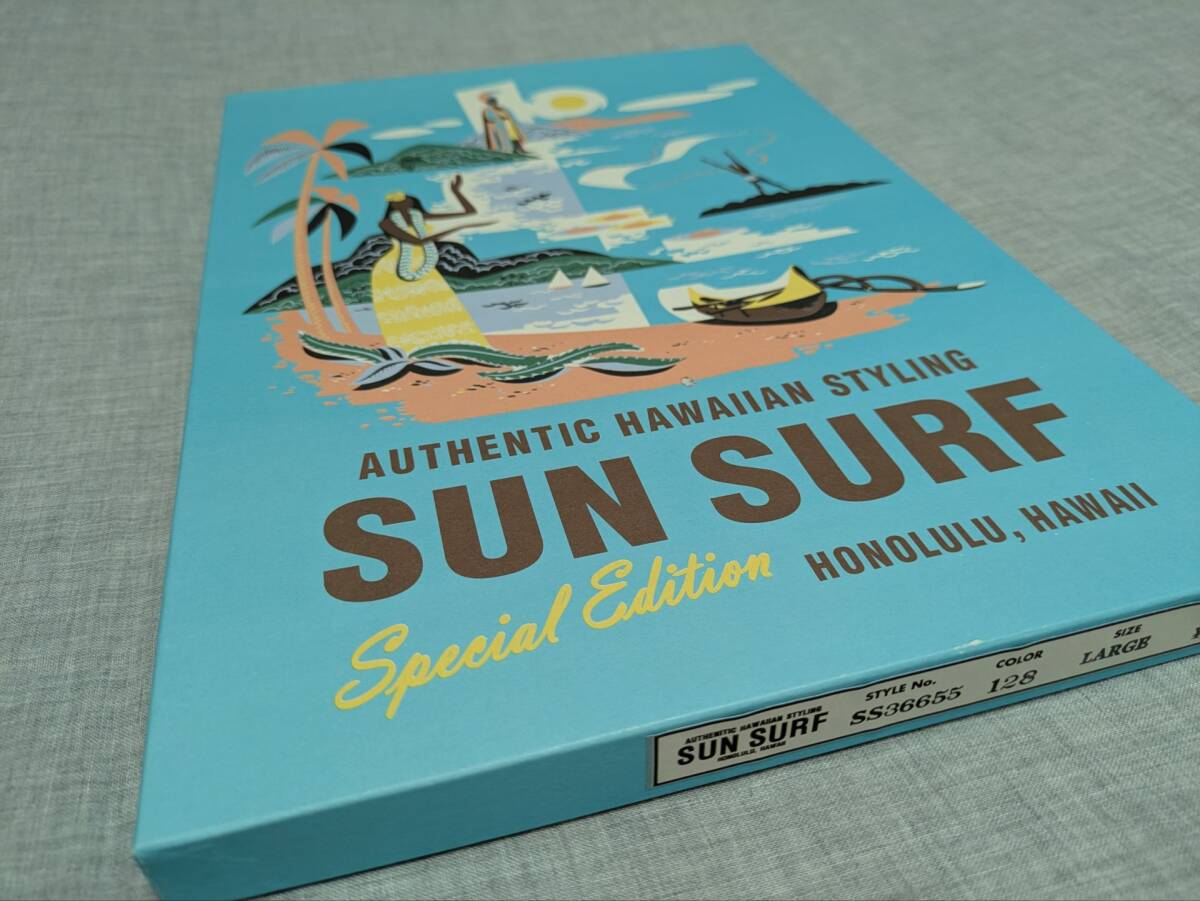 AUTHENTIC HAWAIIAN STYLING
SUN SURF
Special Edition HONOLULU, HAWAII
AUTHENTIC HAWAIIAN STYLING
SUN SURF
HONOLULU, HAWAII
STYLE No. COLOR SIZE
SS36655 128 LARGE